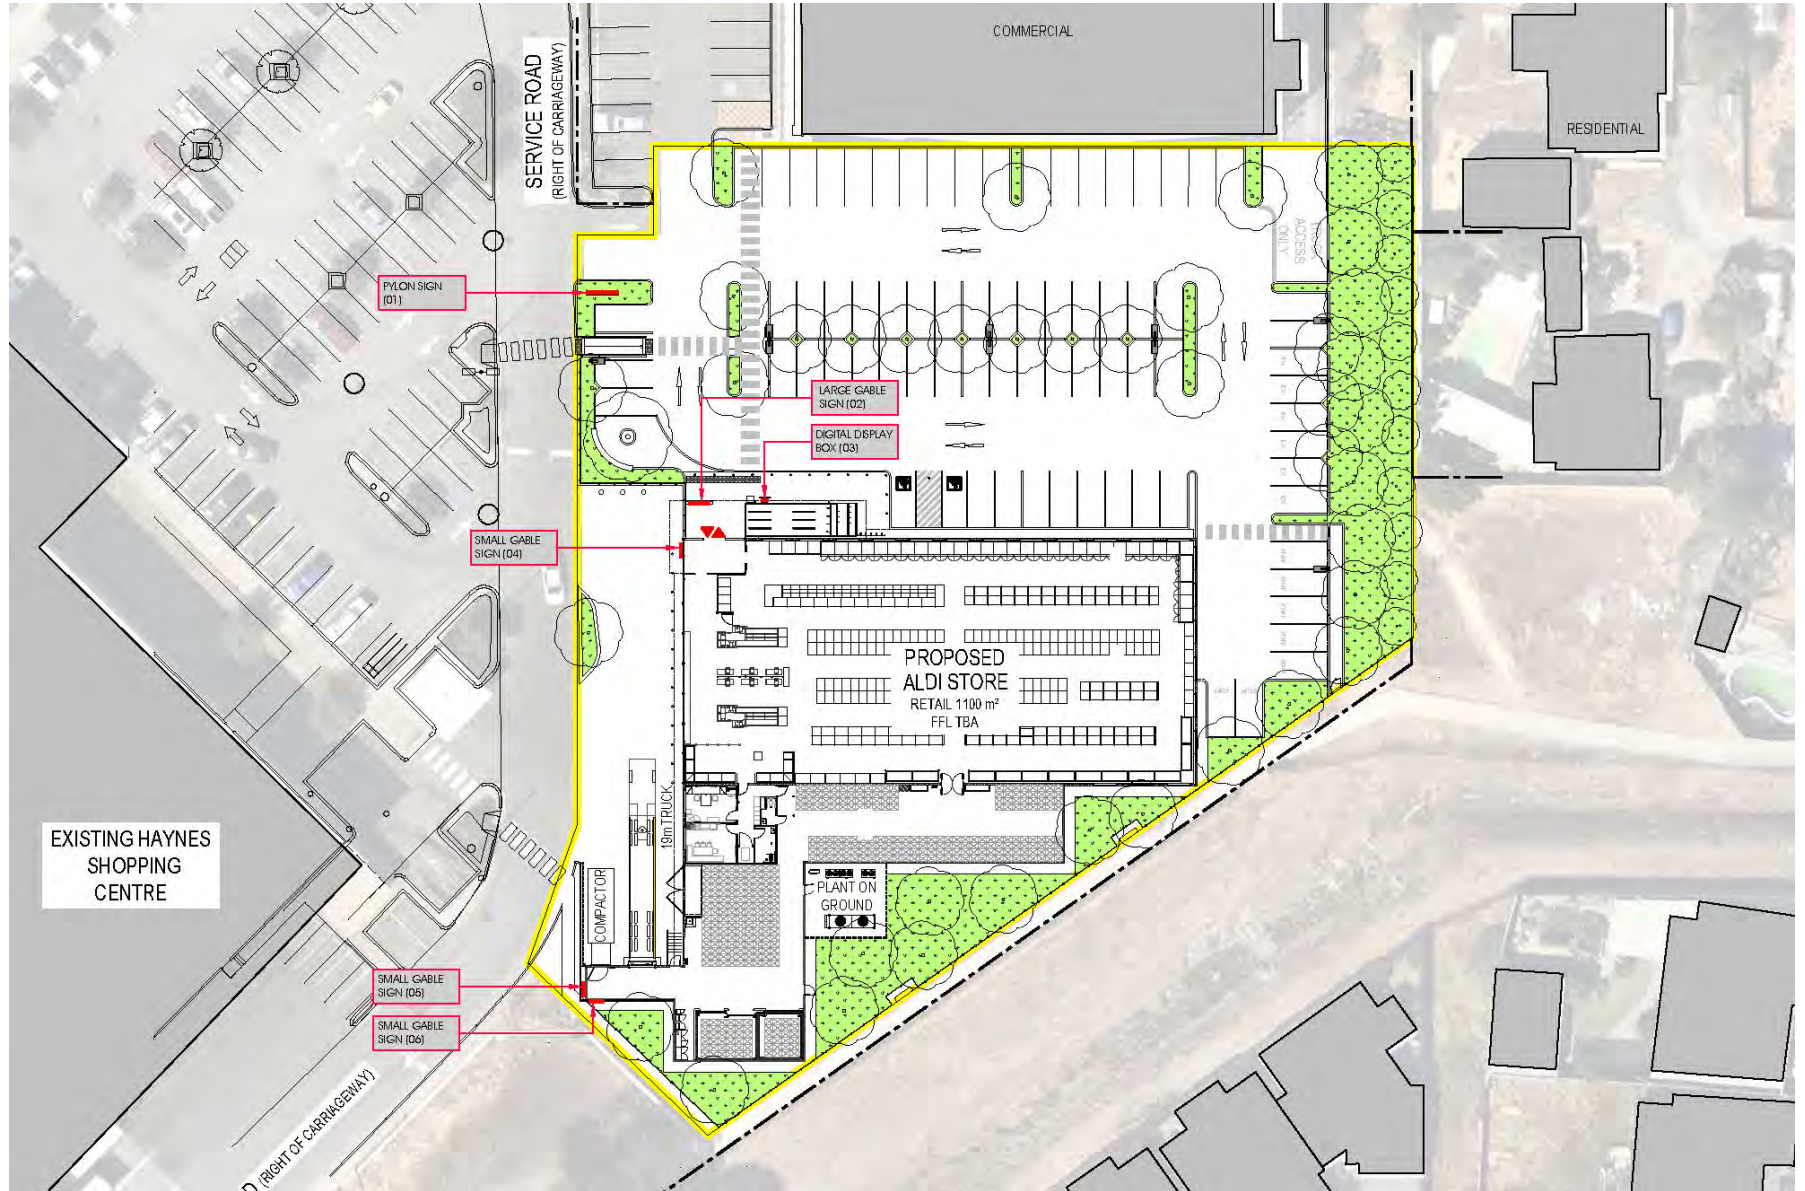 COMMERCIAL
SERVICE ROAD
(RIGHT OF CARRIAGEWAY)
RESIDENTIAL
ACCESS
ONLY
PYLON SIGN
(01)
LARGE GABLE
SIGN (02)
DIGITAL DISPLAY
BOX (03)
SMALL GABLE
SIGN (04)
PROPOSED
ALDI STORE
RETAIL 1100 m²
FFL TBA
19m TRUCK
EXISTING HAYNES
SHOPPING
CENTRE
COMPACTOR
PLANT ON
GROUND
SMALL GABLE
SIGN (05)
SMALL GABLE
SIGN (06)
D (RIGHT OF CARRIAGEWAY)